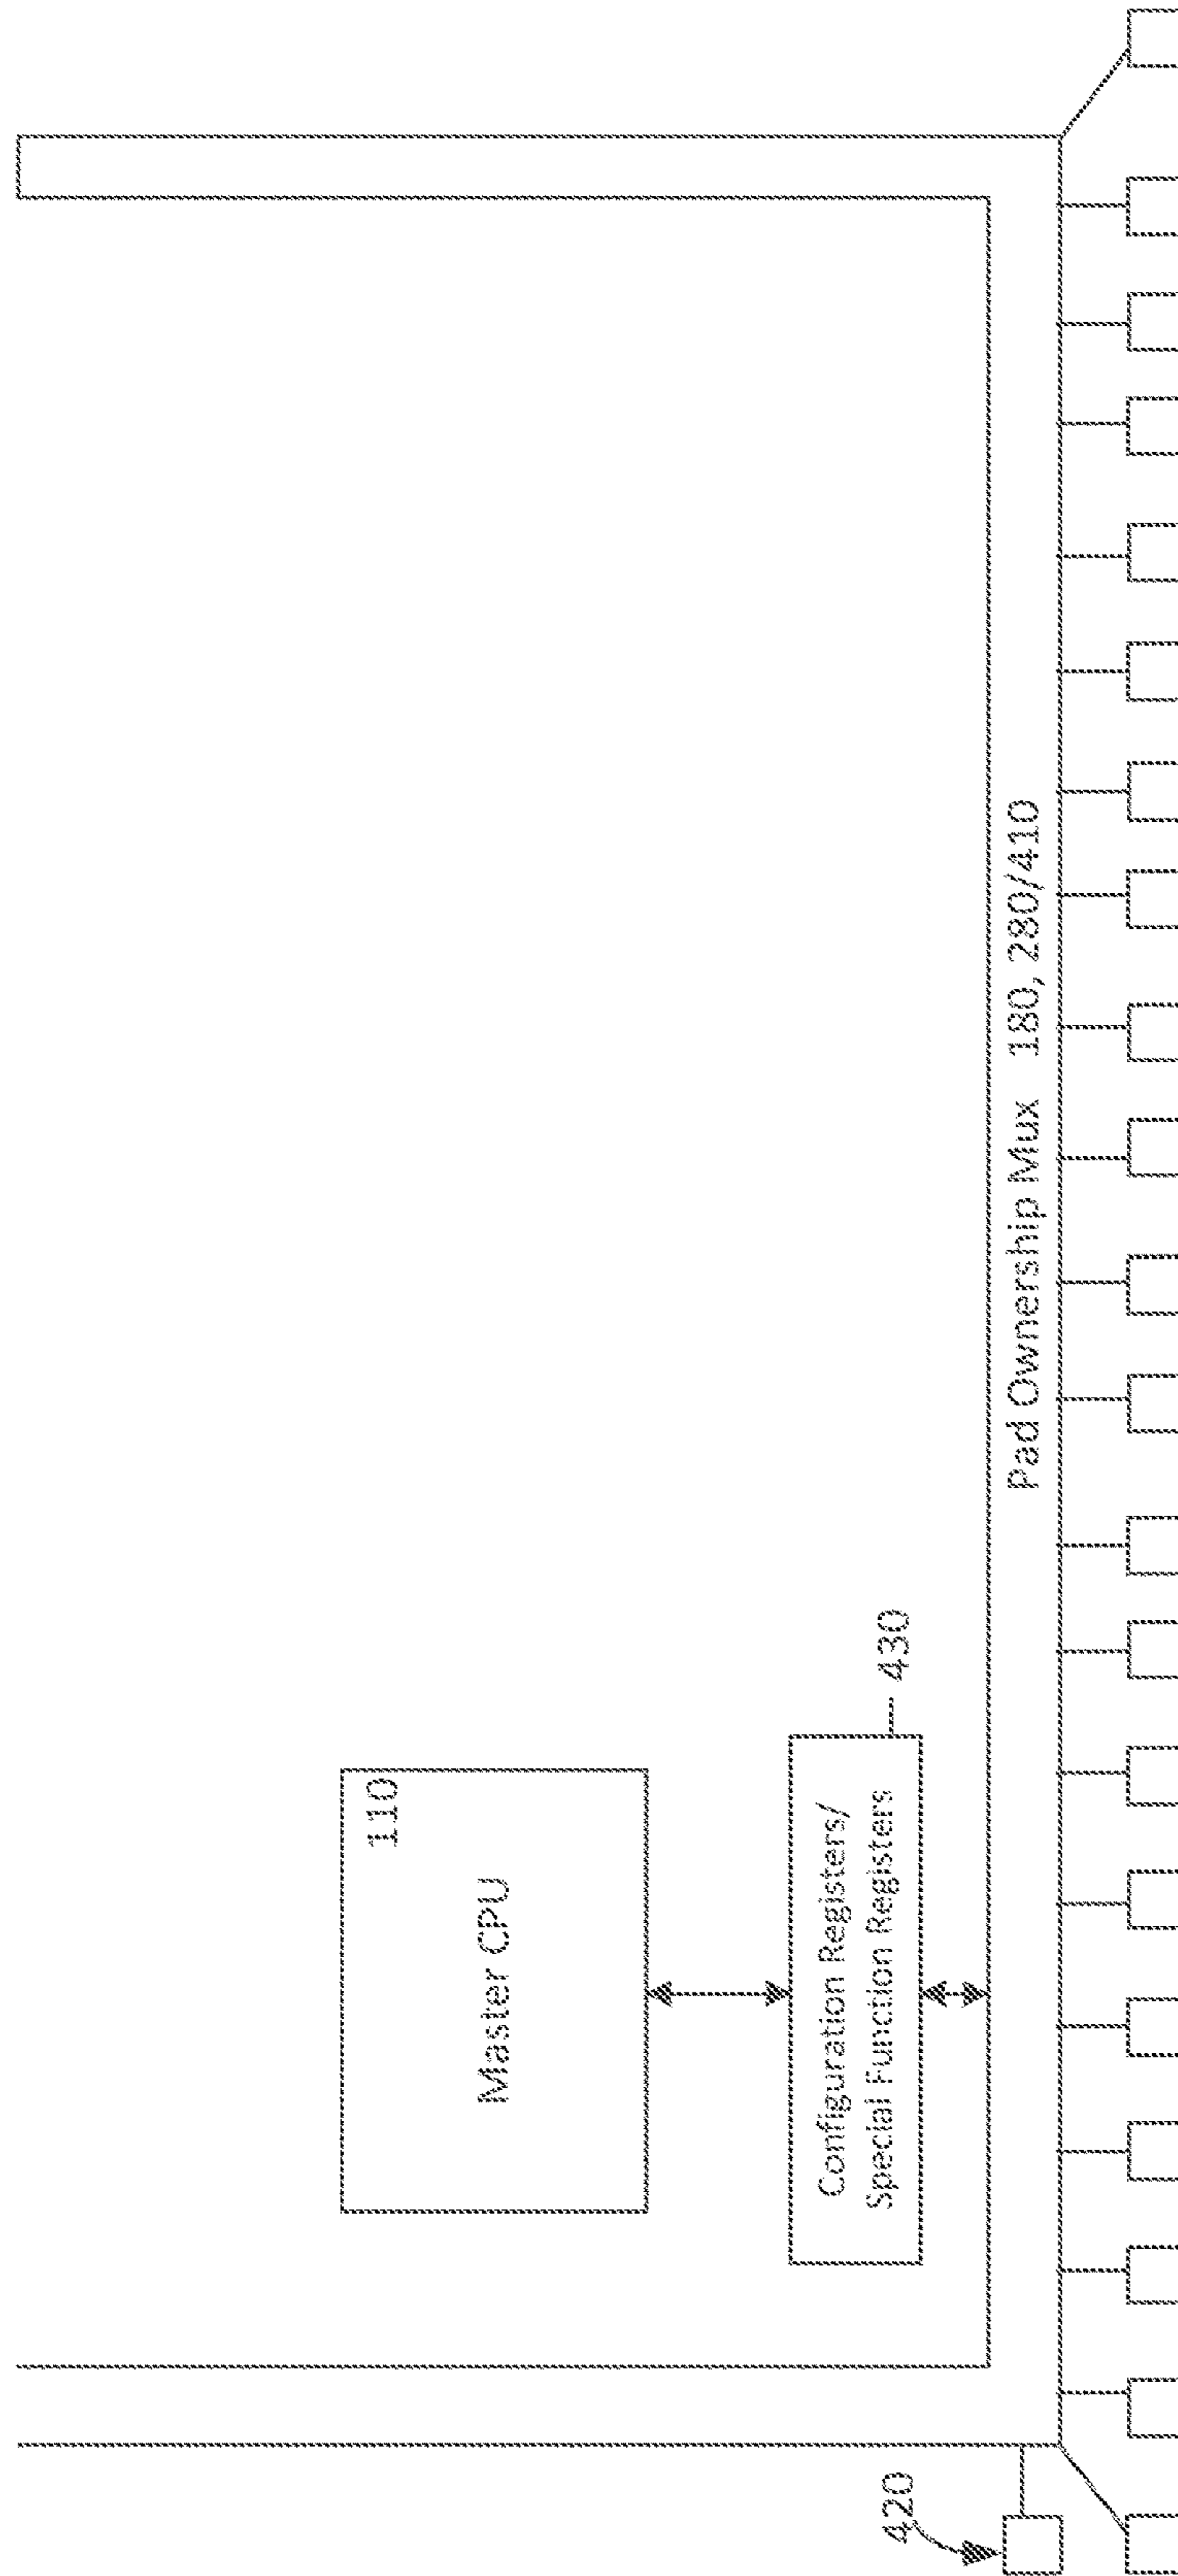 110
Master CPU
430
Configuration Registers/
Special Function Registers
Pad Ownership Mux 180, 280/410
420